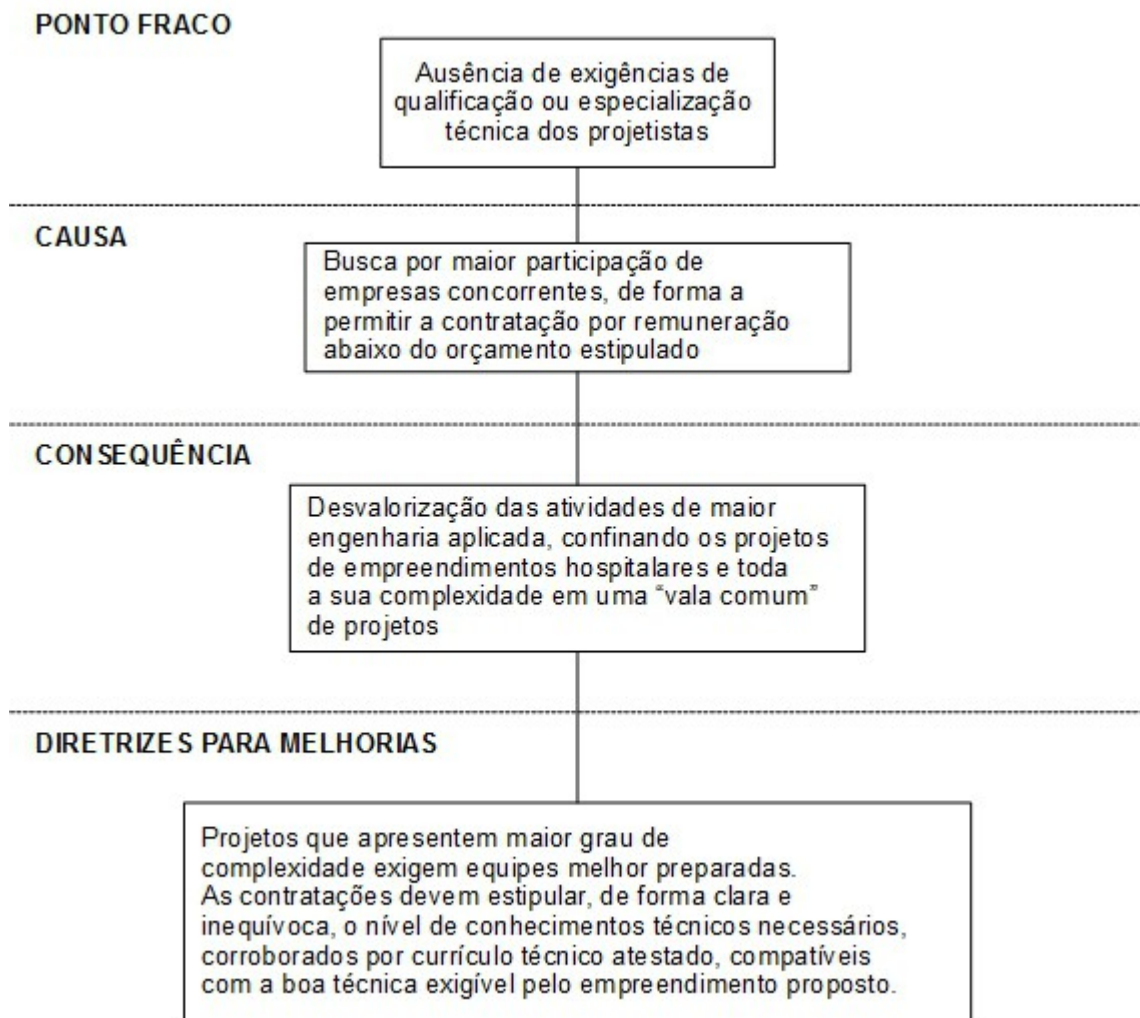 PONTO FRACO
Ausência de exigências de
qualificação ou especialização
técnica dos projetistas
CAUSA
Busca por maior participação de
empresas concorrentes, de forma a
permitir a contratação por remuneração
abaixo do orçamento estipulado
CONSEQUÊNCIA
Desvalorização das atividades de maior
engenharia aplicada, confinando os projetos
de empreendimentos hospitalares e toda
a sua complexidade em uma “vala comum”
de projetos
DIRETRIZES PARA MELHORIAS
Projetos que apresentem maior grau de
complexidade exigem equipes melhor preparadas.
As contratações devem estipular, de forma clara e
inequívoca, o nível de conhecimentos técnicos necessários,
corroborados por currículo técnico atestado, compatíveis
com a boa técnica exigível pelo empreendimento proposto.